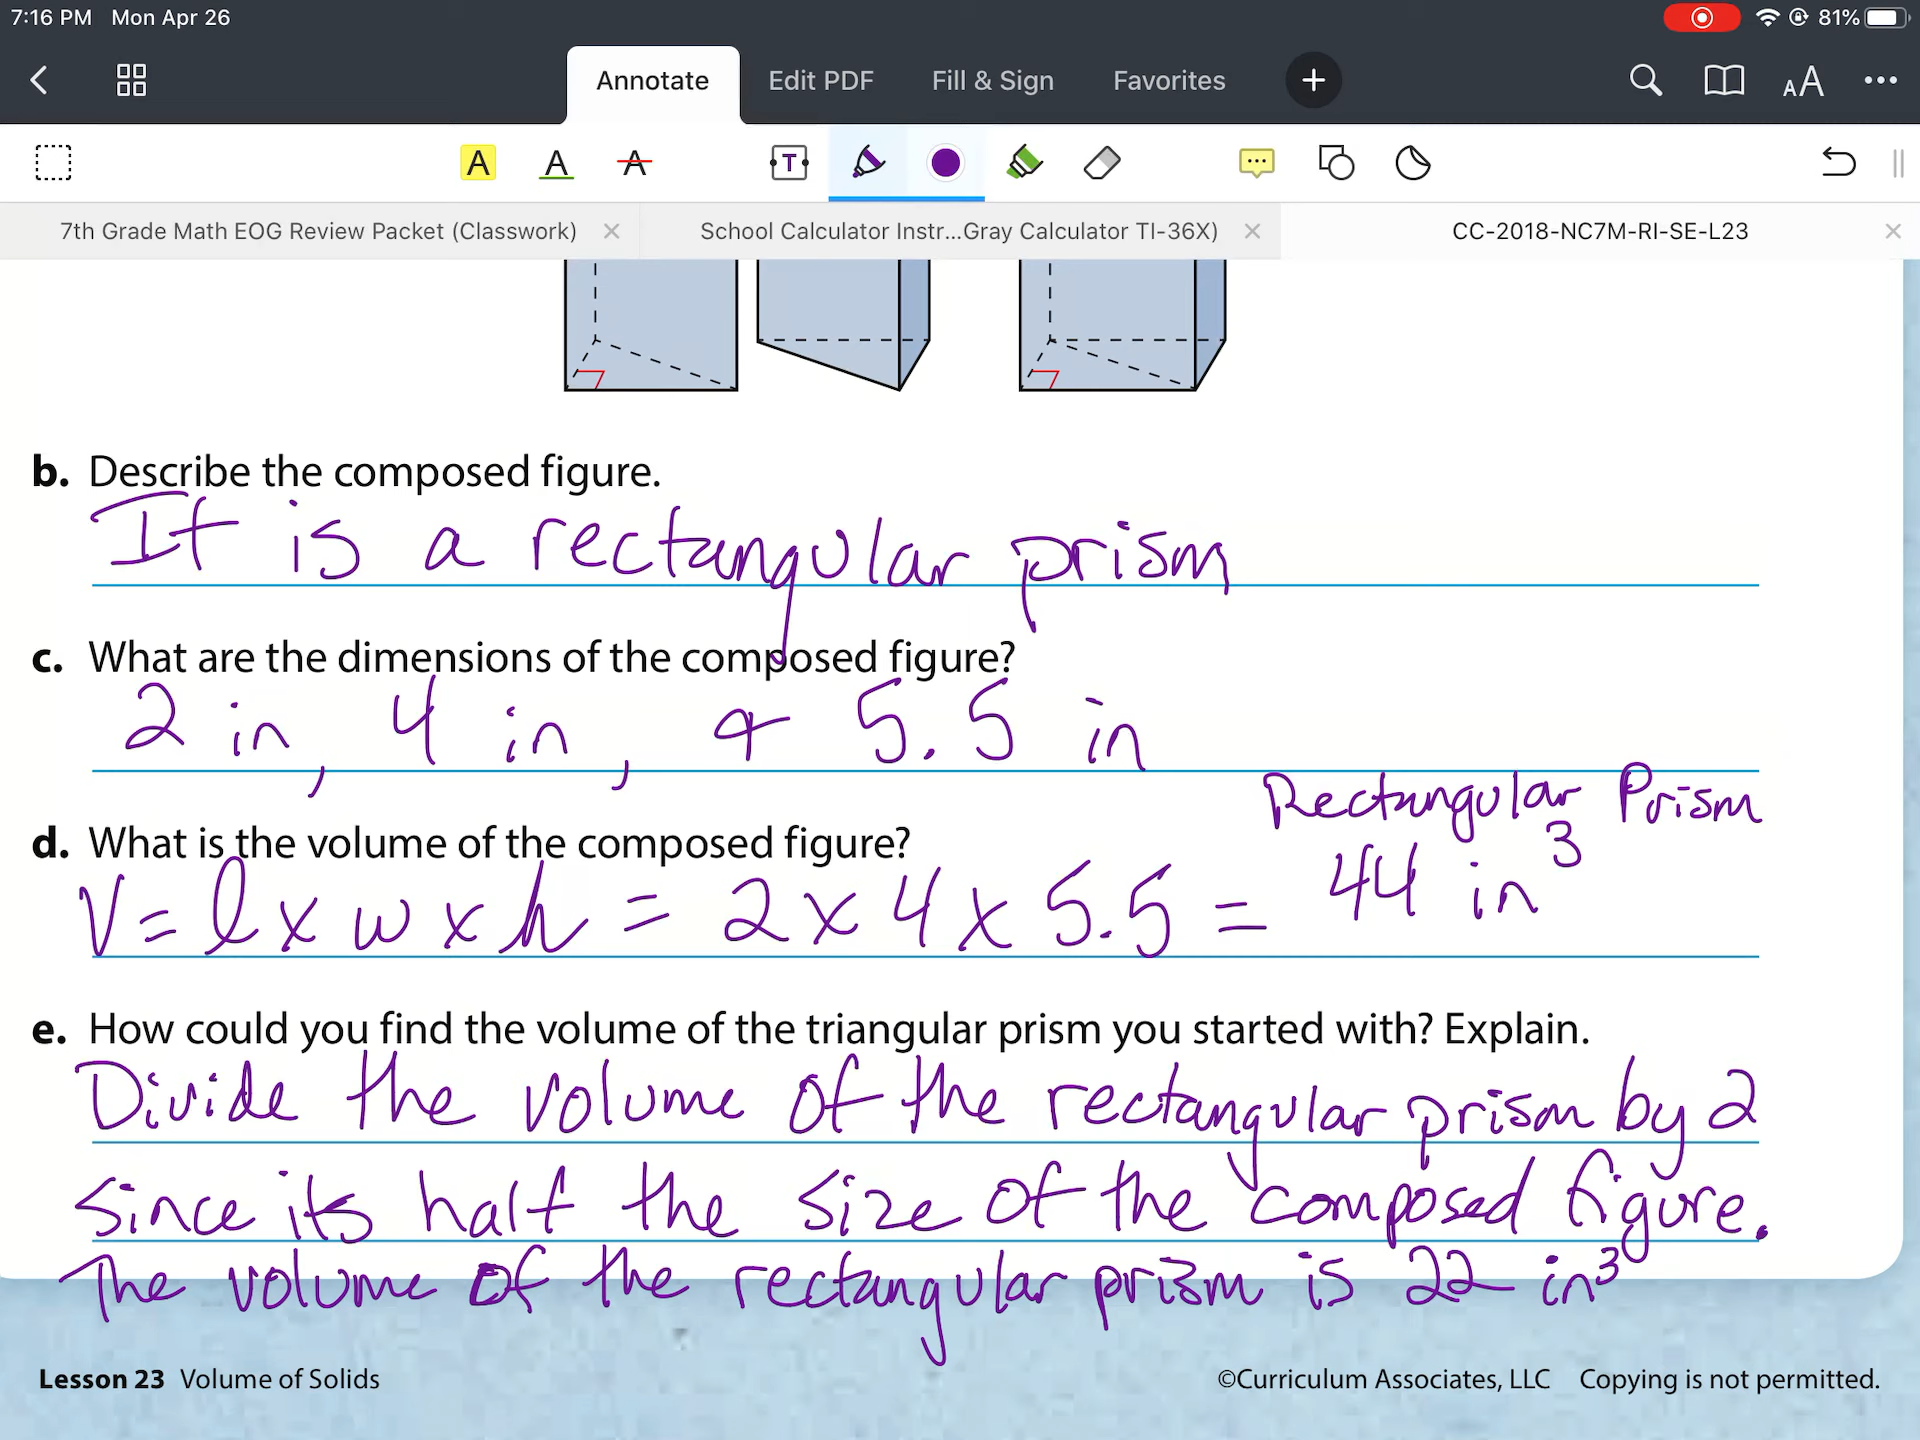 7:16 PM Mon Apr 26
81%
Annotate Edit PDF Fill & Sign Favorites +
AA
A A A T
7th Grade Math EOG Review Packet (Classwork) School Calculator Instr...Gray Calculator TI-36X) CC-2018-NC7M-RI-SE-L23
b. Describe the composed figure.
It is a rectangular prism
c. What are the dimensions of the composed figure?
2 in, 4 in, & 5.5 in
Rectangular Prism
d. What is the volume of the composed figure?
V = l x w x h = 2 x 4 x 5.5 = 44 in³
e. How could you find the volume of the triangular prism you started with? Explain.
Divide the volume of the rectangular prism by 2
since its half the size of the composed figure.
The volume of the rectangular prism is 22 in³
Lesson 23 Volume of Solids ©Curriculum Associates, LLC Copying is not permitted.